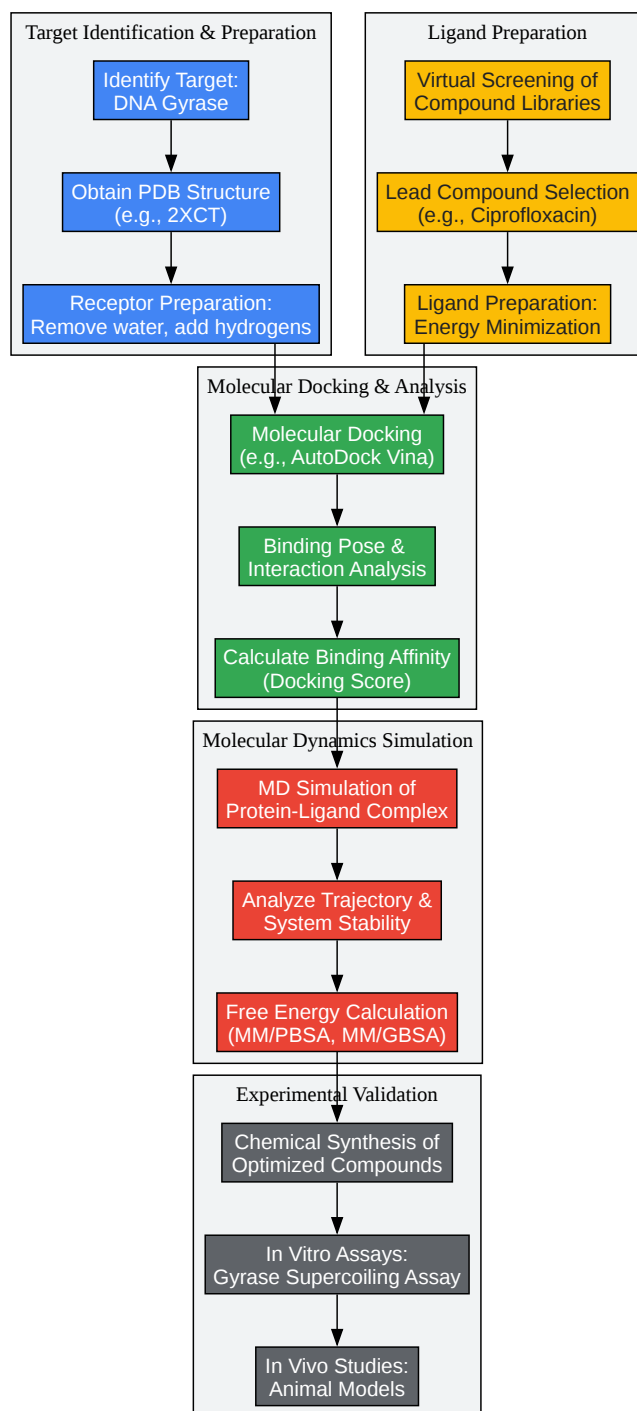 Target Identification & Preparation
Identify Target:
DNA Gyrase
Obtain PDB Structure
(e.g., 2XCT)
Receptor Preparation:
Remove water, add hydrogens
Ligand Preparation
Virtual Screening of
Compound Libraries
Lead Compound Selection
(e.g., Ciprofloxacin)
Ligand Preparation:
Energy Minimization
Molecular Docking & Analysis
Molecular Docking
(e.g., AutoDock Vina)
Binding Pose &
Interaction Analysis
Calculate Binding Affinity
(Docking Score)
Molecular Dynamics Simulation
MD Simulation of
Protein-Ligand Complex
Analyze Trajectory &
System Stability
Free Energy Calculation
(MM/PBSA, MM/GBSA)
Experimental Validation
Chemical Synthesis of
Optimized Compounds
In Vitro Assays:
Gyrase Supercoiling Assay
In Vivo Studies:
Animal Models